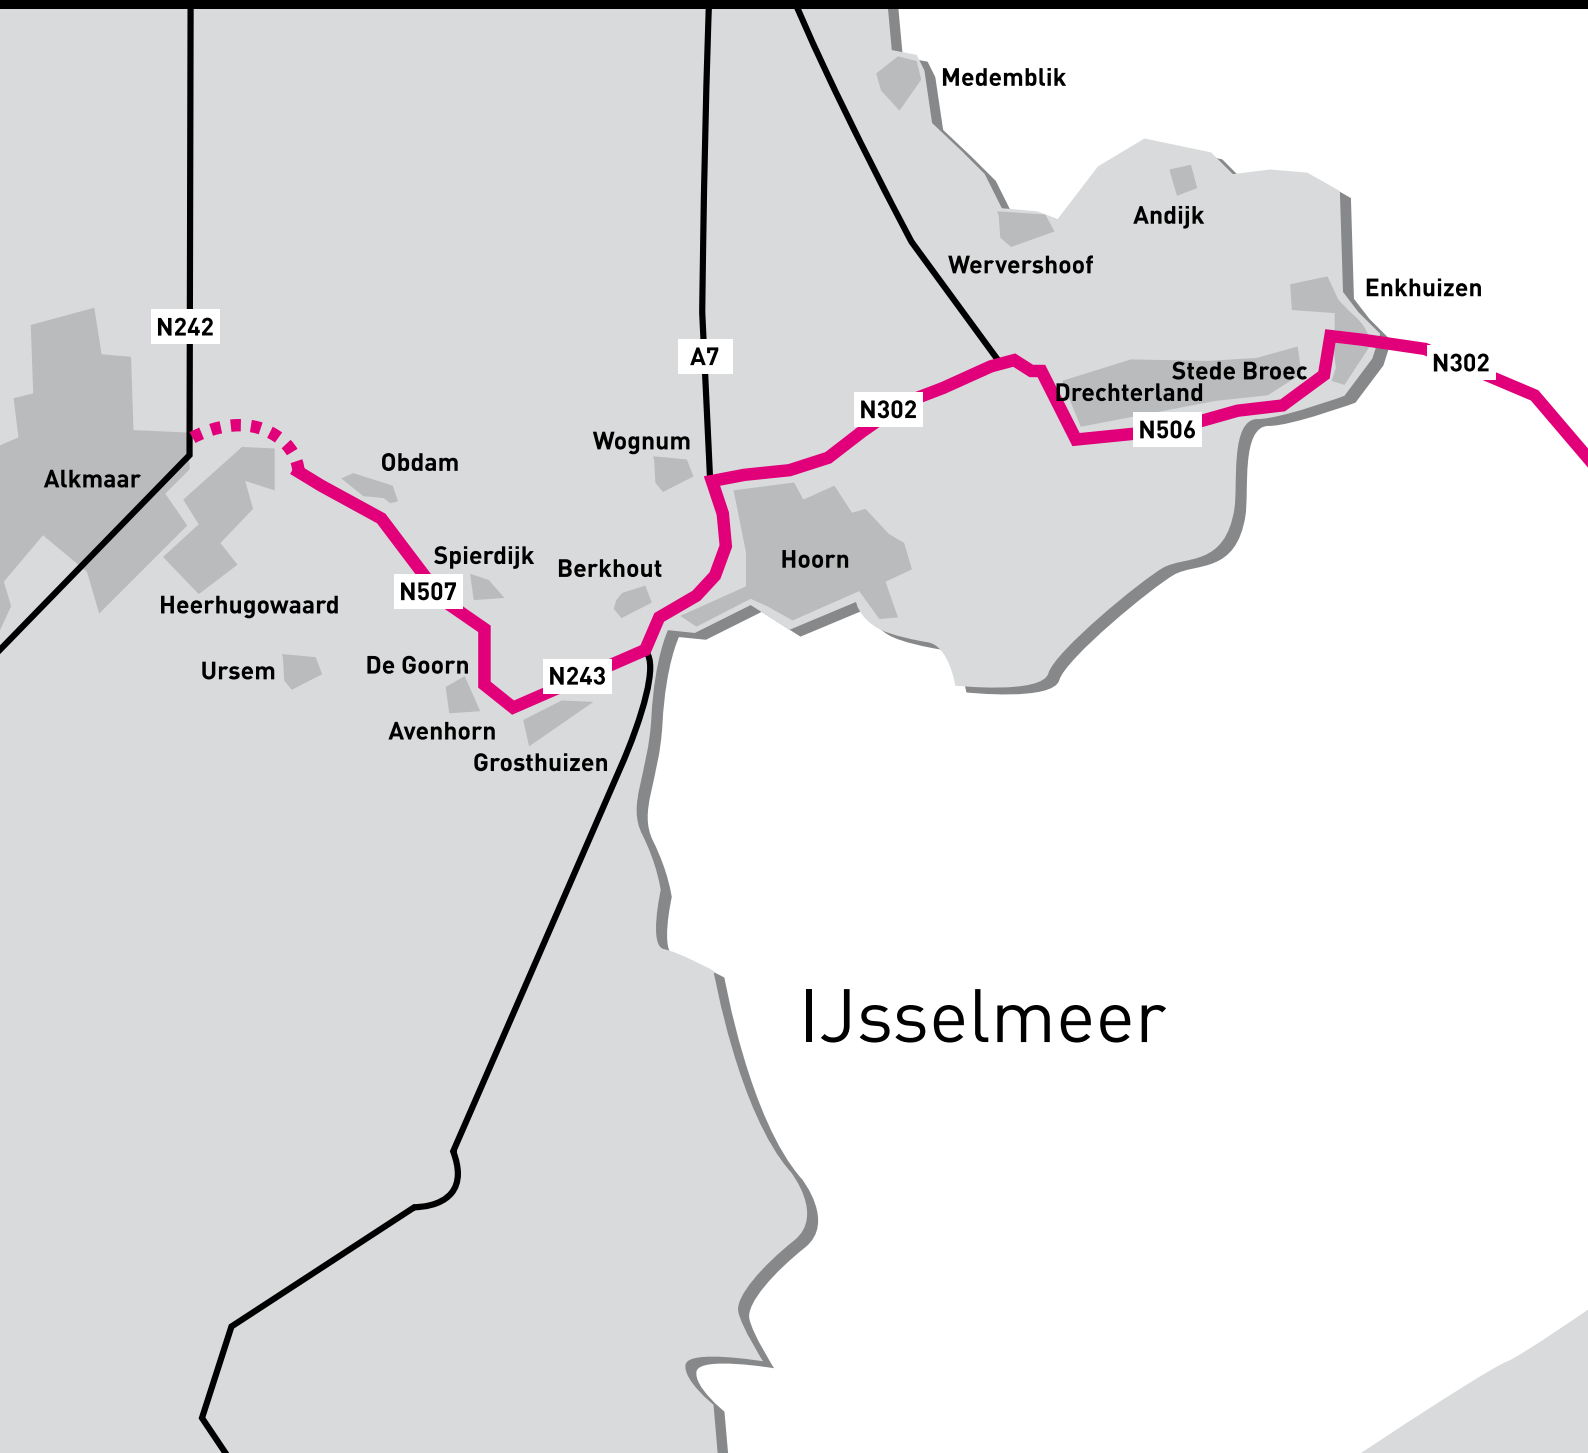 Medemblik
Andijk
Wervershoof
Enkhuizen
N242
A7
N302
Stede Broec
Drechterland
N302
N506
Wognum
Obdam
Alkmaar
Spierdijk
Berkhout
Hoorn
N507
Heerhugowaard
Ursem
De Goorn
N243
Avenhorn
Grosthuizen
IJsselmeer